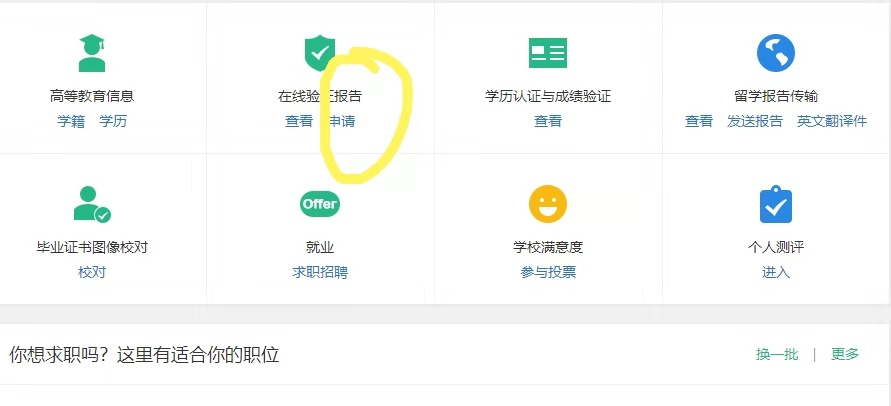 高等教育信息
学籍 学历
在线验证报告
查看 申请
学历认证与成绩验证
查看
留学报告传输
查看 发送报告 英文翻译件
毕业证书图像校对
校对
Offer
就业
求职招聘
学校满意度
参与投票
个人测评
进入
你想求职吗？这里有适合你的职位
换一批 | 更多